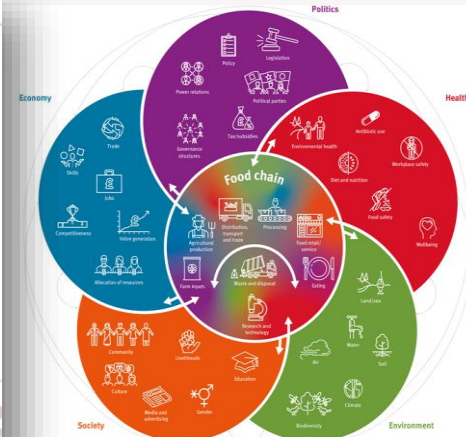 Politics
Policy
Legislation
Power relations
Political parties
Tax/subsidies
Governance
structures
Economy
Trade
Skills
Jobs
Competitiveness
Value generation
Allocation of resources
Health
Environmental health
Antibiotic use
Workplace safety
Diet and nutrition
Food safety
Wellbeing
Food chain
Agricultural
production
Distribution,
transport
and trade
Processing
Food retail/
service
Farm inputs
Waste and disposal
Eating
Research and
technology
Society
Community
Livelihoods
Culture
Education
Media and
advertising
Gender
Environment
Land/sea
Water
Soil
Air
Climate
Biodiversity